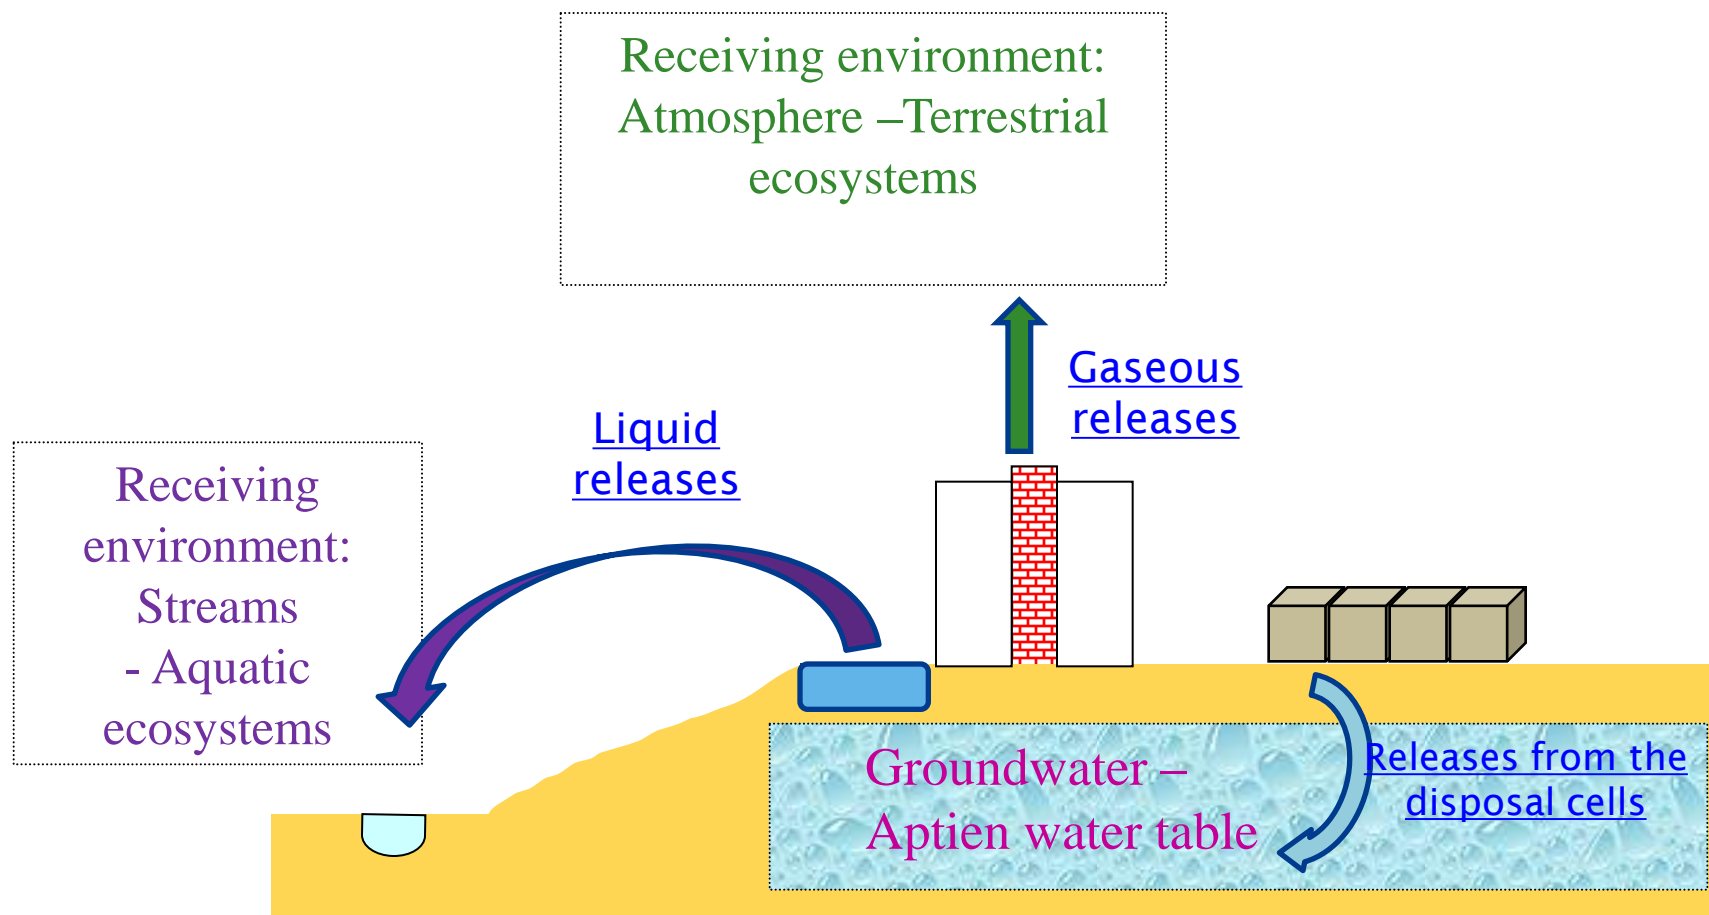 Receiving environment:
Atmosphere –Terrestrial
ecosystems
Gaseous
releases
Liquid
releases
Receiving
environment:
Streams
- Aquatic
ecosystems
Groundwater –
Aptien water table
Releases from the
disposal cells